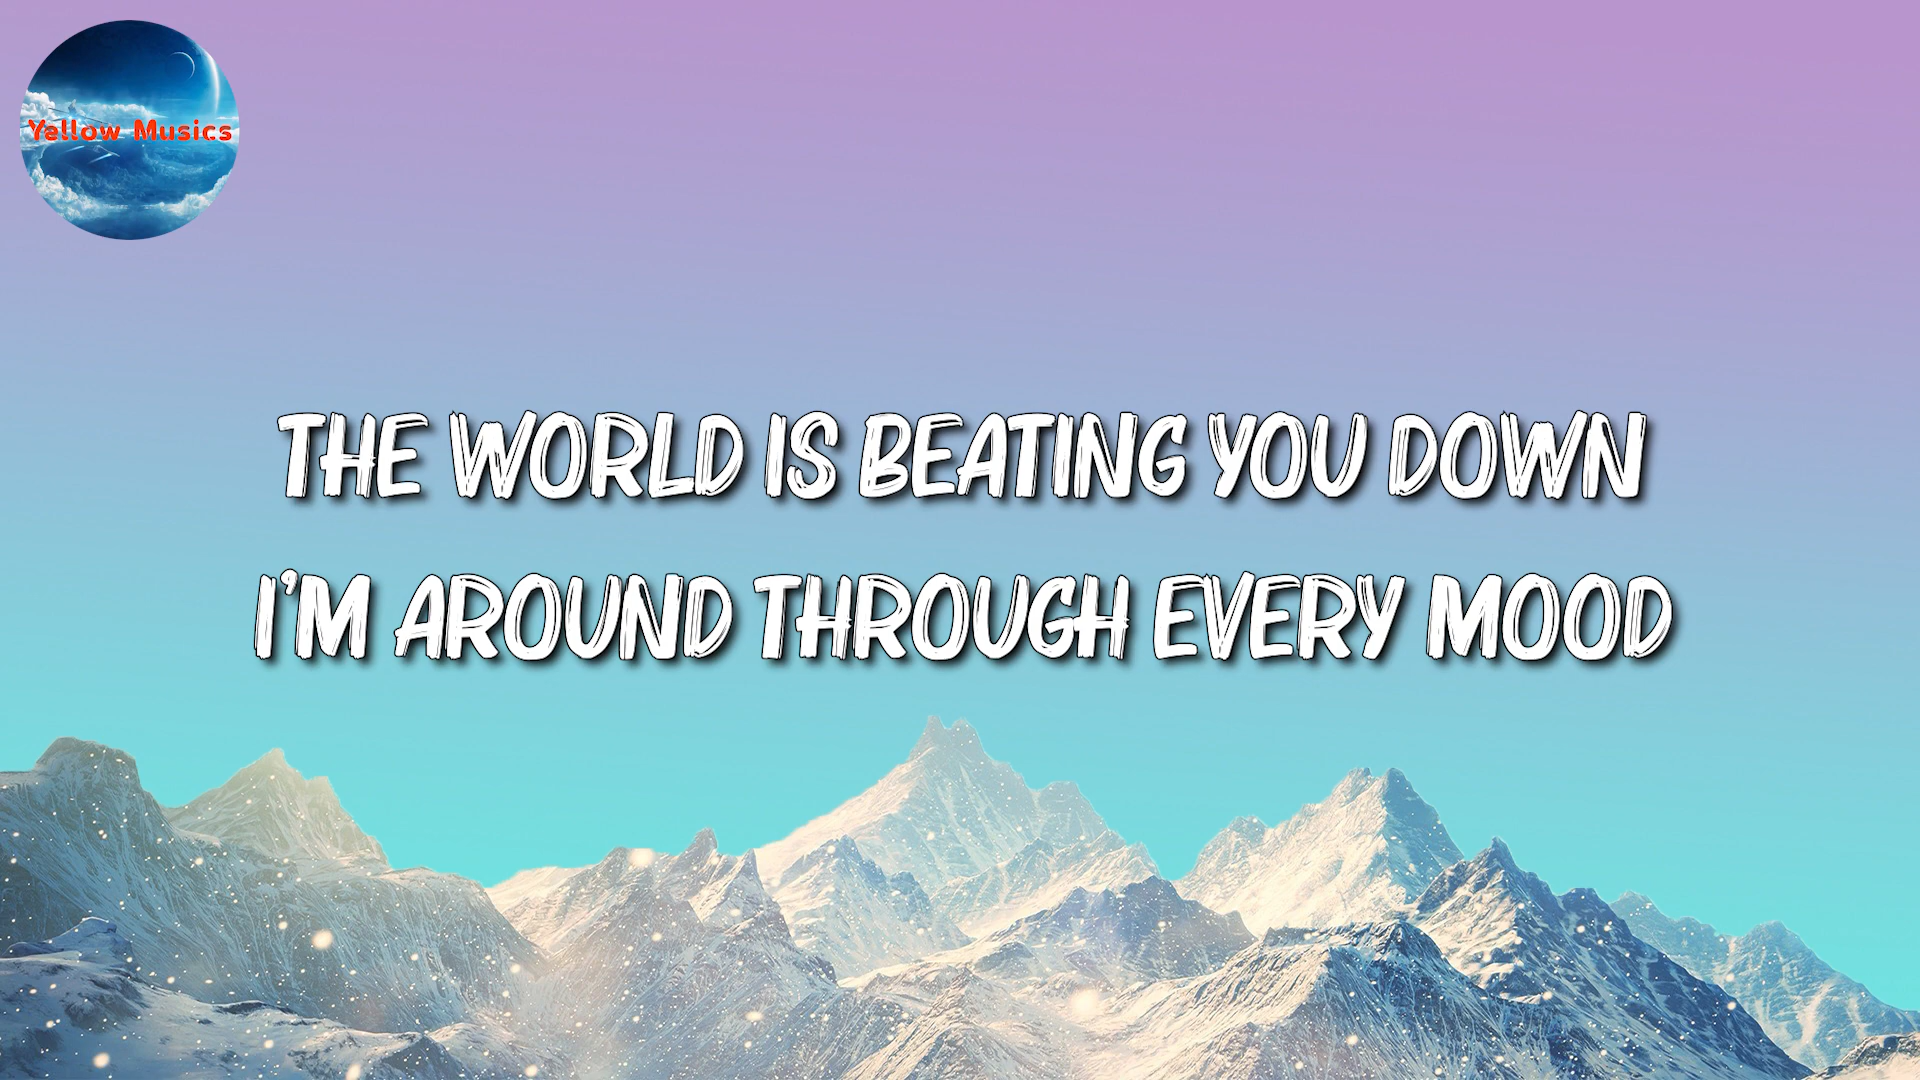 Yellow Musics
THE WORLD IS BEATING YOU DOWN
I'M AROUND THROUGH EVERY MOOD